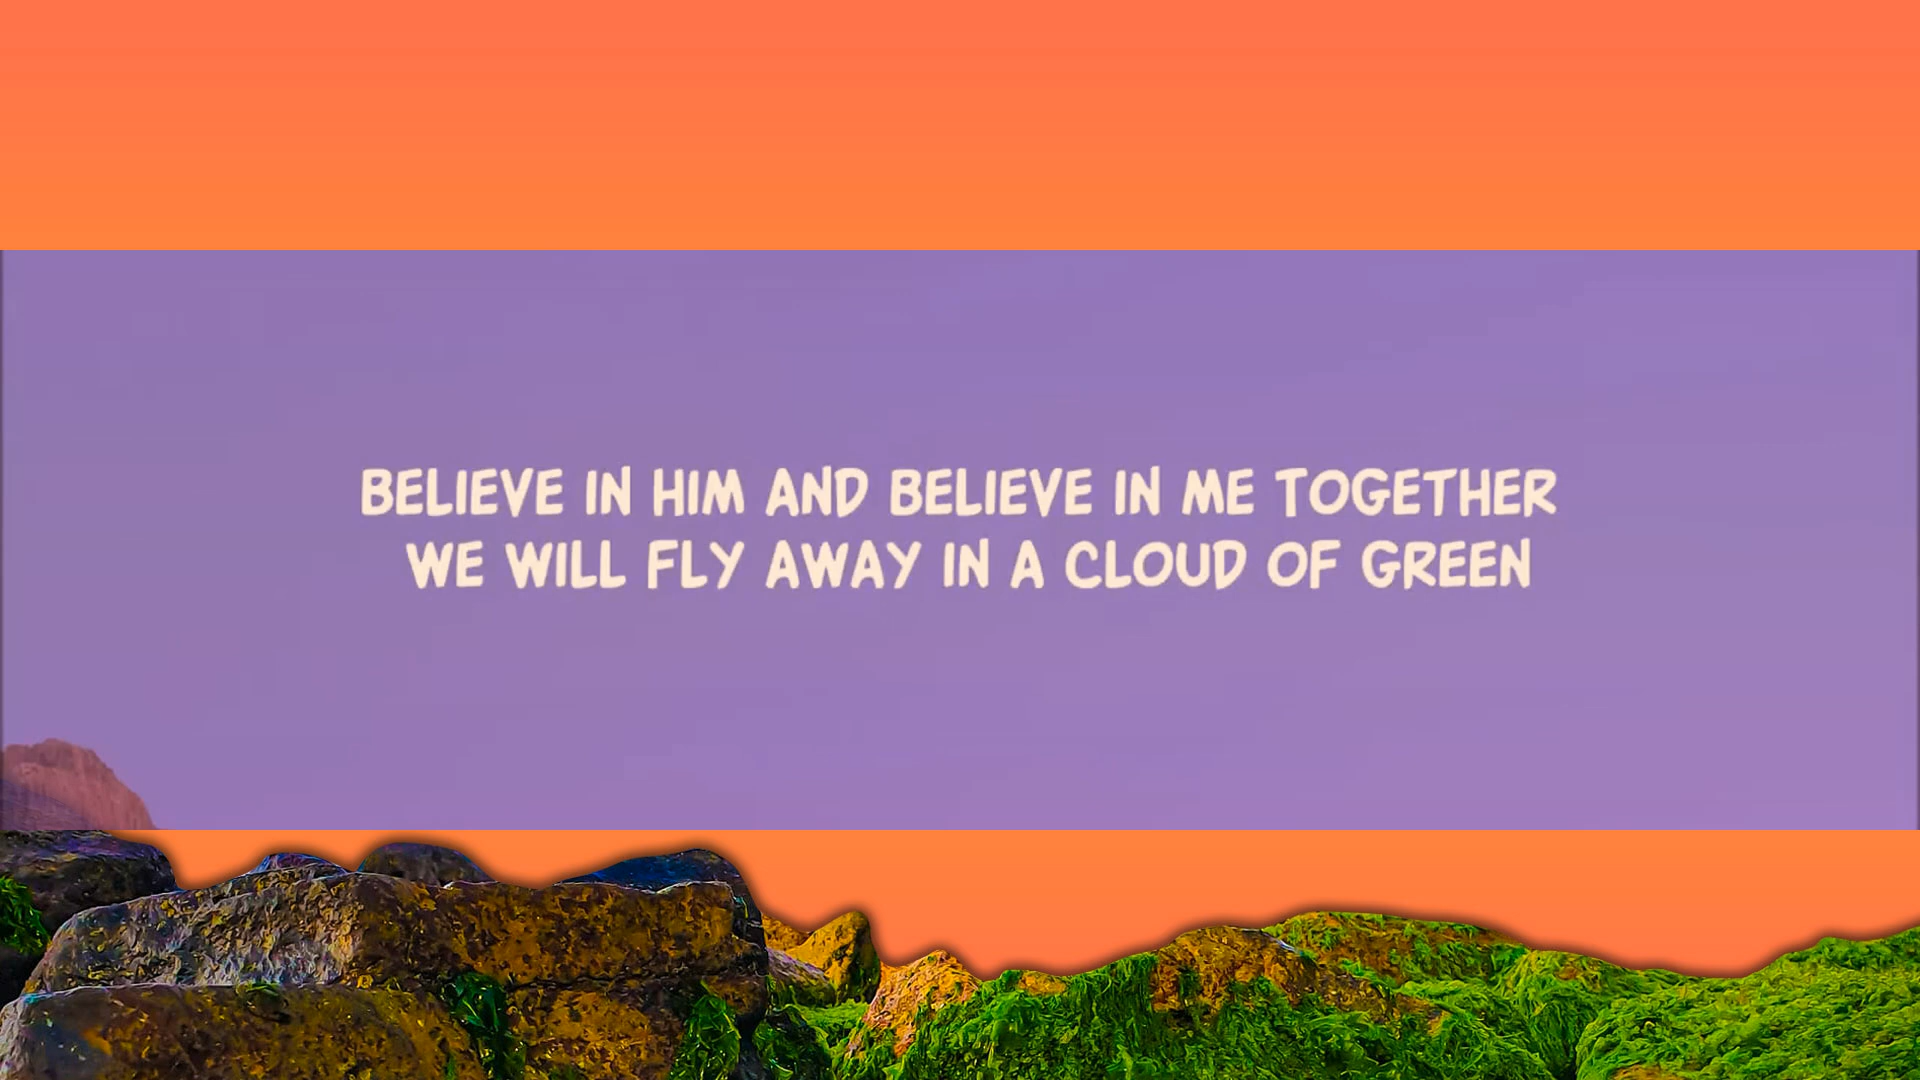 BELIEVE IN HIM AND BELIEVE IN ME TOGETHER
WE WILL FLY AWAY IN A CLOUD OF GREEN